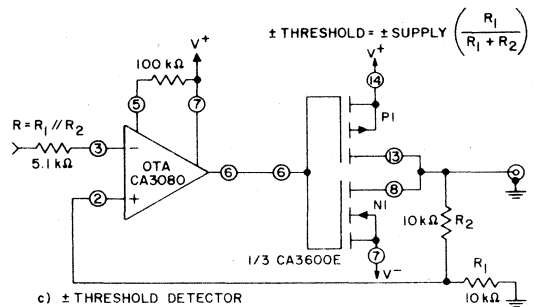 ± THRESHOLD = ± SUPPLY ( R1 / R1 + R2 )
V+
V+
100 kΩ
14
5
7
P1
R = R1 // R2
5.1 kΩ
3
−
OTA
CA3080
6
6
13
8
2
+
N1
10 kΩ
R2
7
V−
1/3 CA3600E
R1
10 kΩ
c) ± THRESHOLD DETECTOR